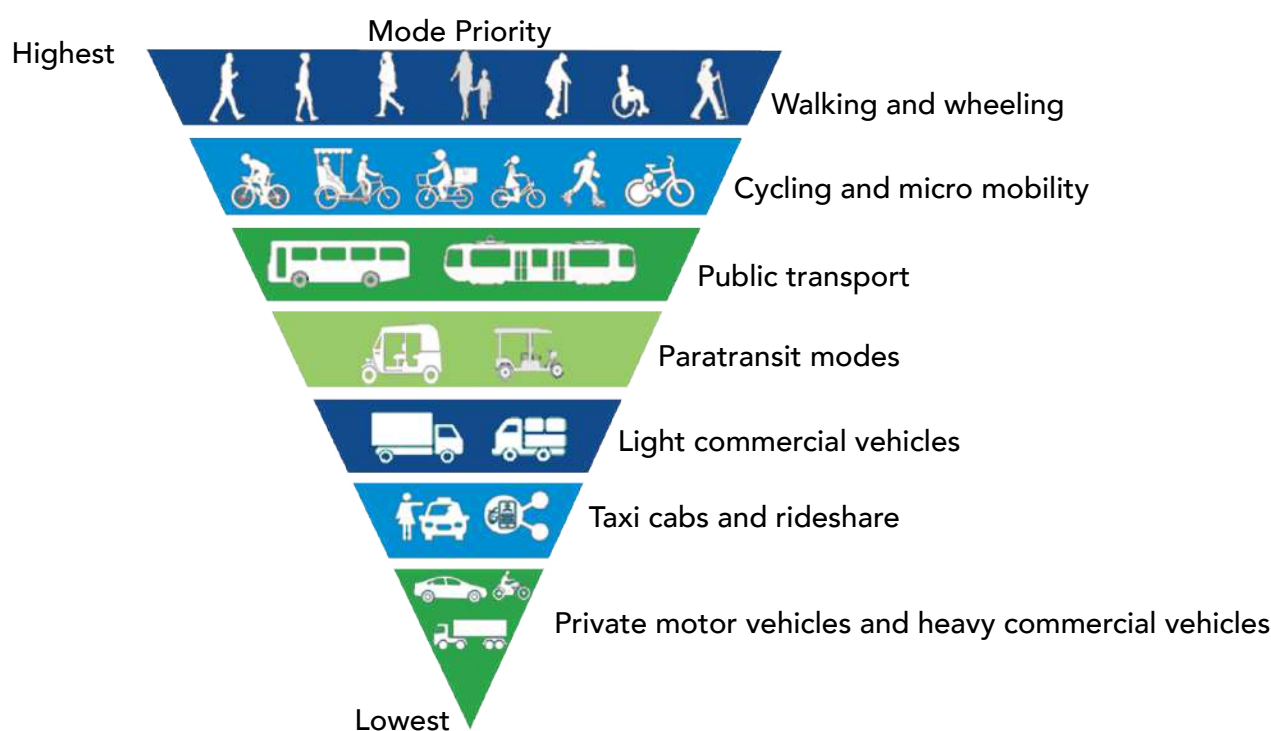 Mode Priority
Highest
Walking and wheeling
Cycling and micro mobility
Public transport
Paratransit modes
Light commercial vehicles
Taxi cabs and rideshare
Private motor vehicles and heavy commercial vehicles
Lowest